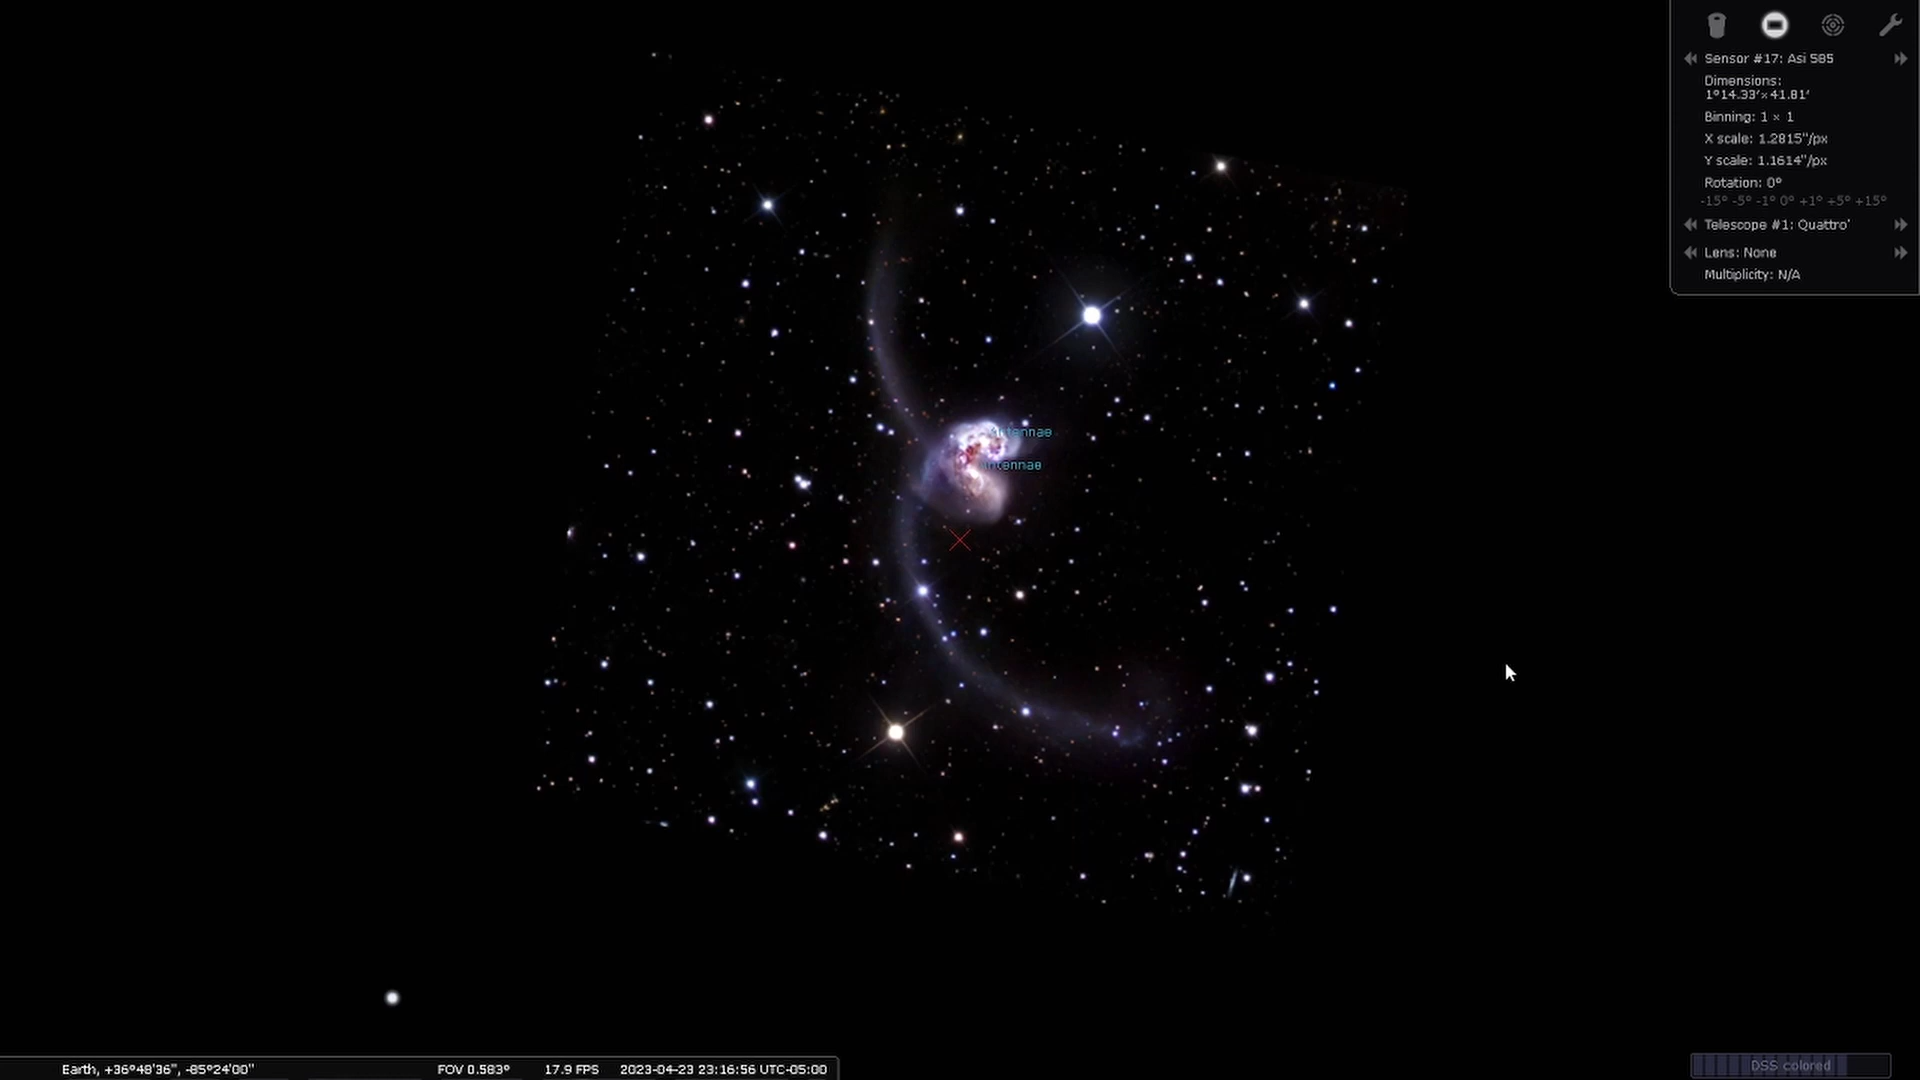 Sensor #17: Asi 585
Dimensions:
1°14.33'×41.81'
Binning: 1 × 1
X scale: 1.2815"/px
Y scale: 1.1614"/px
Rotation: 0°
-15° -5° -1° 0° +1° +5° +15°
Telescope #1: Quattro'
Lens: None
Multiplicity: N/A
Antennae
Antennae
Earth, +36°48'36", -85°24'00" FOV 0.583° 17.9 FPS 2023-04-23 23:16:56 UTC-05:00
DSS colored